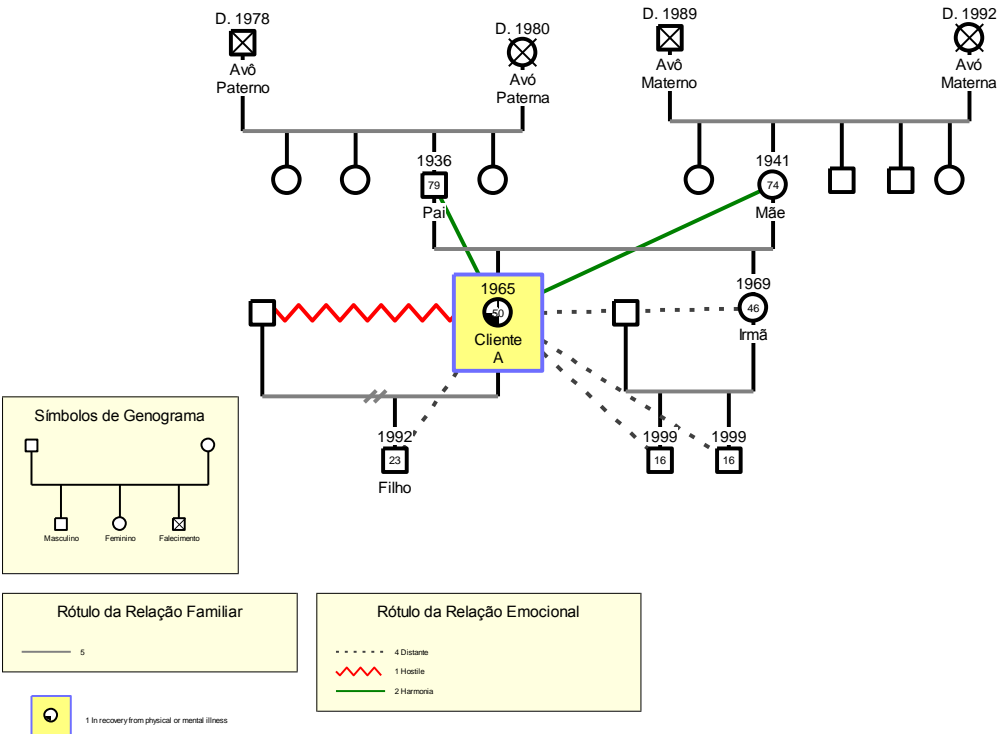 D. 1978
Avô
Paterno
D. 1980
Avó
Paterna
D. 1989
Avô
Materno
D. 1992
Avó
Materna
1936
79
Pai
1941
74
Mãe
1965
50
Cliente
A
1969
46
Irmã
1992
23
Filho
1999
16
1999
16
Símbolos de Genograma
Masculino
Feminino
Falecimento
Rótulo da Relação Familiar
5
1 In recovery from physical or mental illness
Rótulo da Relação Emocional
4 Distante
1 Hostile
2 Harmonia